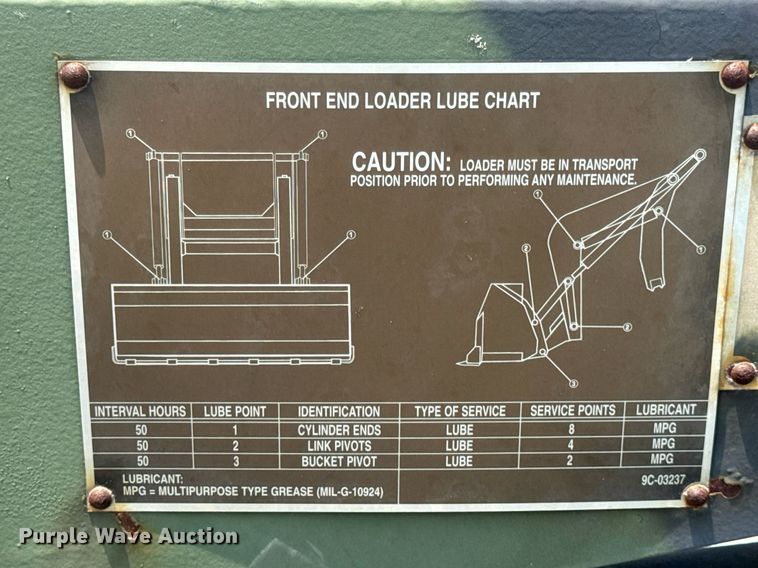 FRONT END LOADER LUBE CHART
CAUTION: LOADER MUST BE IN TRANSPORT
POSITION PRIOR TO PERFORMING ANY MAINTENANCE.
1 1
1 1
1 1
2
2
3
INTERVAL HOURS LUBE POINT IDENTIFICATION TYPE OF SERVICE SERVICE POINTS LUBRICANT
50 1 CYLINDER ENDS LUBE 8 MPG
50 2 LINK PIVOTS LUBE 4 MPG
50 3 BUCKET PIVOT LUBE 2 MPG
LUBRICANT:
MPG = MULTIPURPOSE TYPE GREASE (MIL-G-10924)
9C-03237
Purple Wave Auction